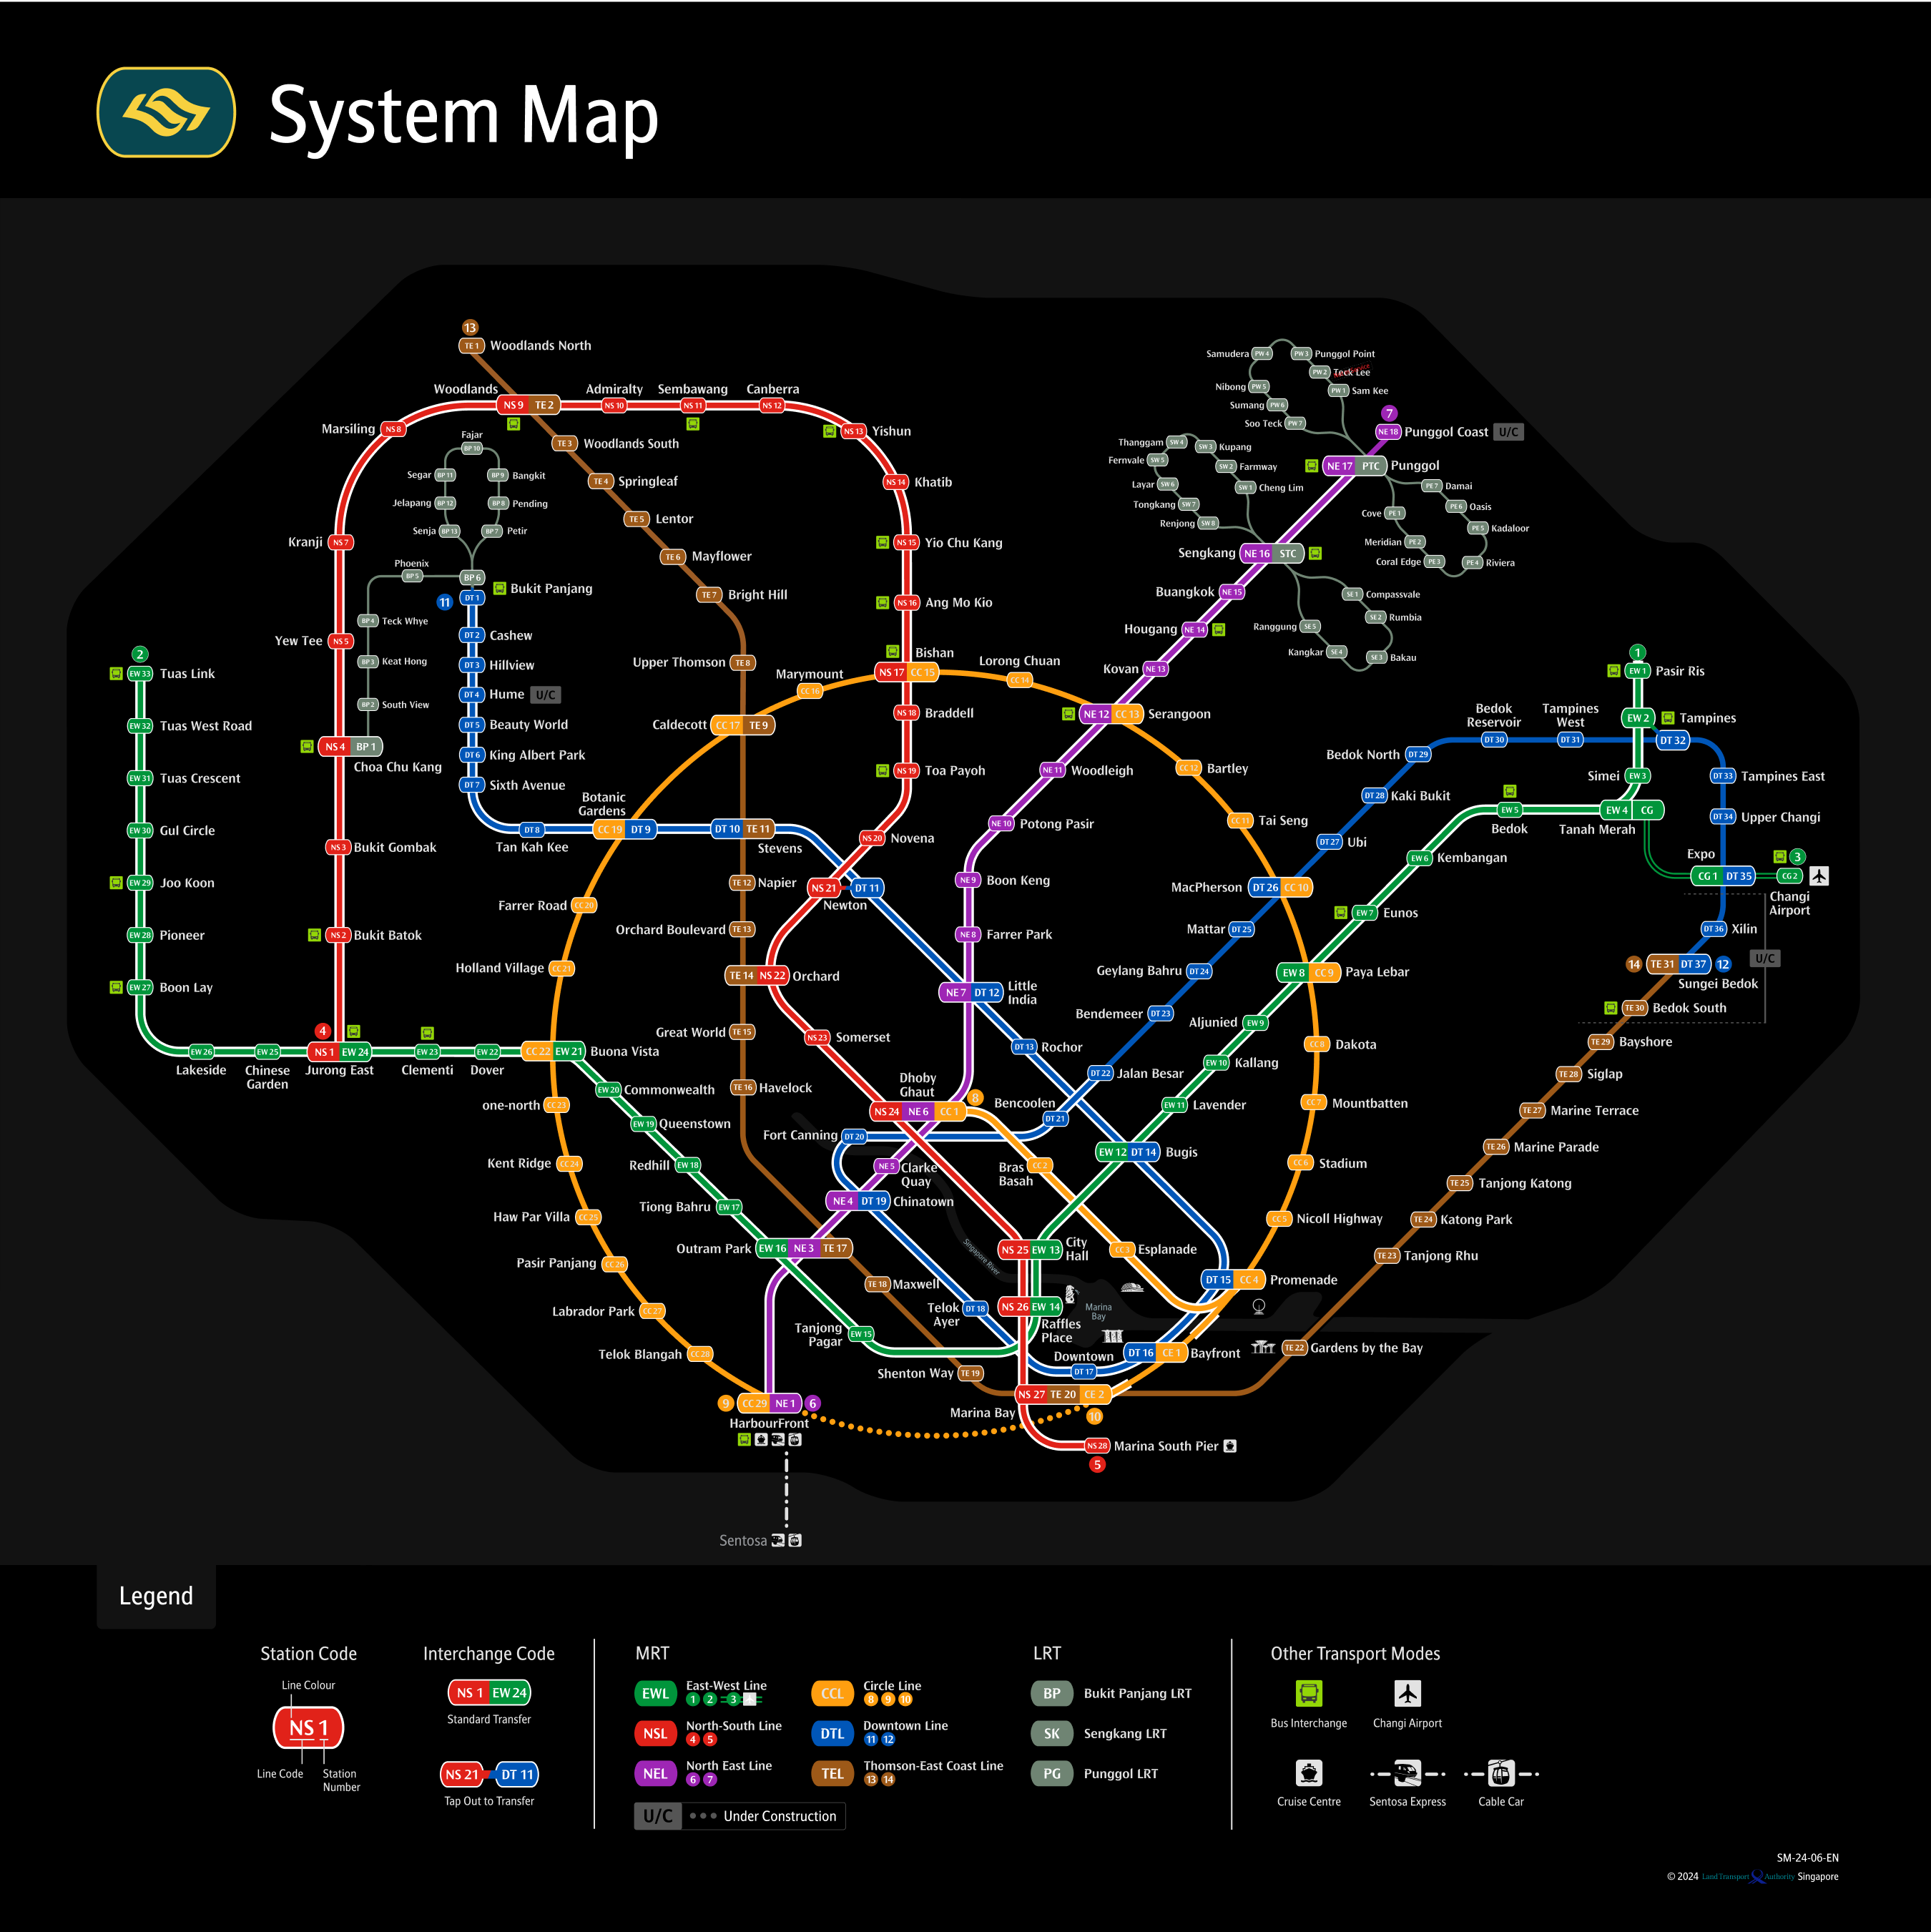 System Map
13
TE 1
Woodlands North
Woodlands
NS 9
TE 2
Admiralty
NS 10
Sembawang
NS 11
Canberra
NS 12
Marsiling
NS 8
NS 13
Yishun
TE 3
Woodlands South
TE 4
Springleaf
TE 5
Lentor
TE 6
Mayflower
TE 7
Bright Hill
NS 14
Khatib
NS 15
Yio Chu Kang
NS 16
Ang Mo Kio
Kranji
NS 7
Yew Tee
NS 5
Fajar
BP 10
Segar
BP 11
BP 9
Bangkit
Jelapang
BP 12
BP 8
Pending
Senja
BP 13
BP 7
Petir
Phoenix
BP 5
BP 6
Bukit Panjang
11
DT 1
BP 4
Teck Whye
BP 3
Keat Hong
BP 2
South View
NS 4
BP 1
Choa Chu Kang
DT 2
Cashew
DT 3
Hillview
DT 4
Hume
U/C
DT 5
Beauty World
DT 6
King Albert Park
DT 7
Sixth Avenue
DT 8
Tan Kah Kee
Botanic
Gardens
CC 19
DT 9
DT 10
TE 11
Stevens
Samudera
PW 4
PW 3
Punggol Point
PW 2
Teck Lee
Nibong
PW 5
PW 1
Sam Kee
Sumang
PW 6
Soo Teck
PW 7
7
NE 18
Punggol Coast
U/C
NE 17
PTC
Punggol
Thanggam
SW 4
SW 3
Kupang
Fernvale
SW 5
SW 2
Farmway
Layar
SW 6
SW 1
Cheng Lim
Tongkang
SW 7
Renjong
SW 8
PE 7
Damai
PE 6
Oasis
Cove
PE 1
PE 5
Kadaloor
Meridian
PE 2
Coral Edge
PE 3
PE 4
Riviera
Sengkang
NE 16
STC
Buangkok
NE 15
SE 1
Compassvale
SE 2
Rumbia
Ranggung
SE 5
Kangkar
SE 4
SE 3
Bakau
Hougang
NE 14
Kovan
NE 13
Upper Thomson
TE 8
Marymount
CC 16
Bishan
NS 17
CC 15
Lorong Chuan
CC 14
NE 12
CC 13
Serangoon
Caldecott
CC 17
TE 9
NS 18
Braddell
NS 19
Toa Payoh
NE 11
Woodleigh
CC 12
Bartley
NS 20
Novena
NE 10
Potong Pasir
CC 11
Tai Seng
2
EW 33
Tuas Link
EW 32
Tuas West Road
EW 31
Tuas Crescent
EW 30
Gul Circle
EW 29
Joo Koon
EW 28
Pioneer
EW 27
Boon Lay
EW 26
Lakeside
EW 25
Chinese
Garden
4
NS 1
EW 24
Jurong East
NS 3
Bukit Gombak
NS 2
Bukit Batok
EW 23
Clementi
EW 22
Dover
CC 22
EW 21
Buona Vista
1
EW 1
Pasir Ris
EW 2
Tampines
DT 32
Bedok
Reservoir
DT 30
Tampines
West
DT 31
Bedok North
DT 29
Simei
EW 3
DT 33
Tampines East
DT 28
Kaki Bukit
EW 5
Bedok
EW 4
CG
Tanah Merah
DT 34
Upper Changi
DT 27
Ubi
EW 6
Kembangan
Expo
CG 1
DT 35
3
CG 2
Changi
Airport
MacPherson
DT 26
CC 10
EW 7
Eunos
Mattar
DT 25
DT 36
Xilin
U/C
14
TE 31
DT 37
12
Sungei Bedok
TE 30
Bedok South
TE 29
Bayshore
TE 28
Siglap
TE 27
Marine Terrace
TE 26
Marine Parade
TE 25
Tanjong Katong
TE 24
Katong Park
TE 23
Tanjong Rhu
TE 22
Gardens by the Bay
NS 21
DT 11
Newton
TE 12
Napier
Farrer Road
CC 20
Orchard Boulevard
TE 13
Holland Village
CC 21
TE 14
NS 22
Orchard
NE 9
Boon Keng
NE 8
Farrer Park
NE 7
DT 12
Little
India
Geylang Bahru
DT 24
EW 8
CC 9
Paya Lebar
Bendemeer
DT 23
Aljunied
EW 9
Great World
TE 15
NS 23
Somerset
DT 13
Rochor
DT 22
Jalan Besar
EW 10
Kallang
CC 8
Dakota
EW 20
Commonwealth
TE 16
Havelock
Dhoby
Ghaut
NS 24
NE 6
CC 1
8
Bencoolen
DT 21
EW 11
Lavender
CC 7
Mountbatten
one-north
CC 23
EW 19
Queenstown
Fort Canning
DT 20
Kent Ridge
CC 24
Redhill
EW 18
NE 5
Clarke
Quay
Bras
Basah
CC 2
EW 12
DT 14
Bugis
CC 6
Stadium
Haw Par Villa
CC 25
Tiong Bahru
EW 17
NE 4
DT 19
Chinatown
CC 5
Nicoll Highway
Outram Park
EW 16
NE 3
TE 17
Singapore River
NS 25
EW 13
City
Hall
CC 3
Esplanade
Pasir Panjang
CC 26
TE 18
Maxwell
DT 15
CC 4
Promenade
Labrador Park
CC 27
Telok
Ayer
DT 18
NS 26
EW 14
Raffles
Place
Marina
Bay
Tanjong
Pagar
EW 15
Telok Blangah
CC 28
Downtown
DT 17
DT 16
CE 1
Bayfront
Shenton Way
TE 19
NS 27
TE 20
CE 2
Marina Bay
10
9
CC 29
NE 1
6
HarbourFront
NS 28
Marina South Pier
5
Sentosa
Legend
Station Code
Line Colour
NS 1
Line Code
Station
Number
Interchange Code
NS 1
EW 24
Standard Transfer
NS 21
DT 11
Tap Out to Transfer
MRT
EWL
East-West Line
1 2 3
CCL
Circle Line
8 9 10
NSL
North-South Line
4 5
DTL
Downtown Line
11 12
NEL
North East Line
6 7
TEL
Thomson-East Coast Line
13 14
U/C
Under Construction
LRT
BP
Bukit Panjang LRT
SK
Sengkang LRT
PG
Punggol LRT
Other Transport Modes
Bus Interchange
Changi Airport
Cruise Centre
Sentosa Express
Cable Car
SM-24-06-EN
© 2024 Land Transport Authority Singapore